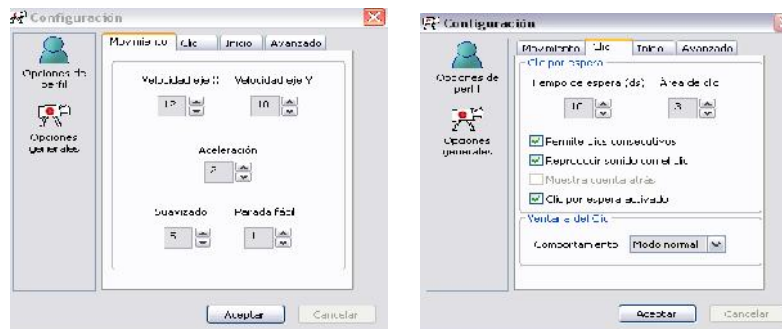 Configuración
Movimiento Clic Inicio Avanzado
Opciones de perfil
Opciones generales
Velocidad eje X Velocidad eje Y
12 10
Aceleración
2
Suavizado Parada fácil
5 1
Aceptar Cancelar
Configuración
Movimiento Clic Inicio Avanzado
Opciones de perfil
Opciones generales
Clic por espera
Tiempo de espera (ds) Área de clic
10 3
Permite clics consecutivos
Reproducir sonido con el clic
Muestra cuenta atrás
Clic por espera activado
Ventana del Clic
Comportamiento Modo normal
Aceptar Cancelar